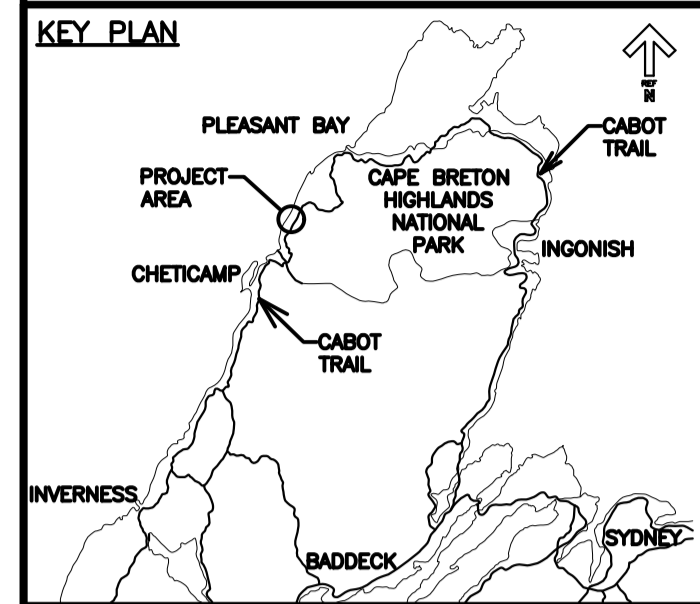 KEY PLAN
REF
N
PLEASANT BAY
CABOT
TRAIL
PROJECT
AREA
CAPE BRETON
HIGHLANDS
NATIONAL
PARK
INGONISH
CHETICAMP
CABOT
TRAIL
INVERNESS
BADDECK
SYDNEY